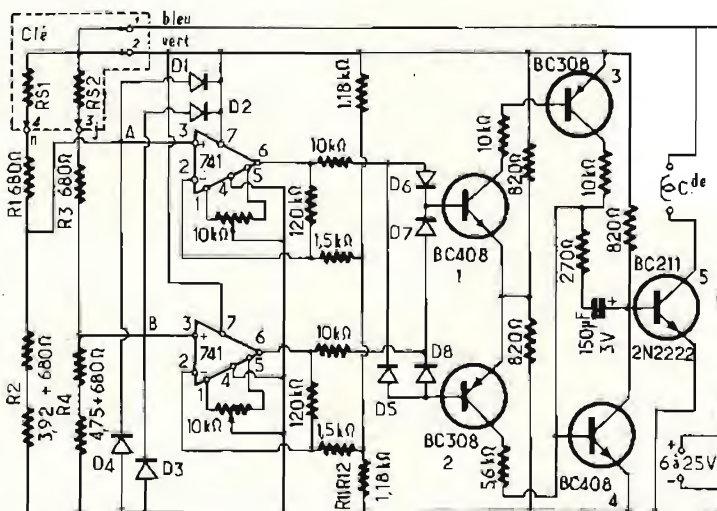 Clé
1 bleu
2 vert
RS1
RS2
4
3
n
J
D1
D2
A
3
7
2
741
6
4
5
10kΩ
120kΩ
1,5kΩ
10kΩ
1,18kΩ
R1 680Ω
R3 680Ω
D6
D7
BC408
1
10kΩ
820Ω
BC308
3
10kΩ
820Ω
270Ω
150µF
3V
+
C de
BC211
5
2N2222
B
3
7
2
741
6
1
4
5
10kΩ
120kΩ
1,5kΩ
10kΩ
D8
D5
820Ω
BC308
2
56kΩ
BC408
4
R2
3,92 + 680Ω
R4
4,75 + 680Ω
D4
D3
R11 R12
1,18kΩ
+
6 à 25V
-